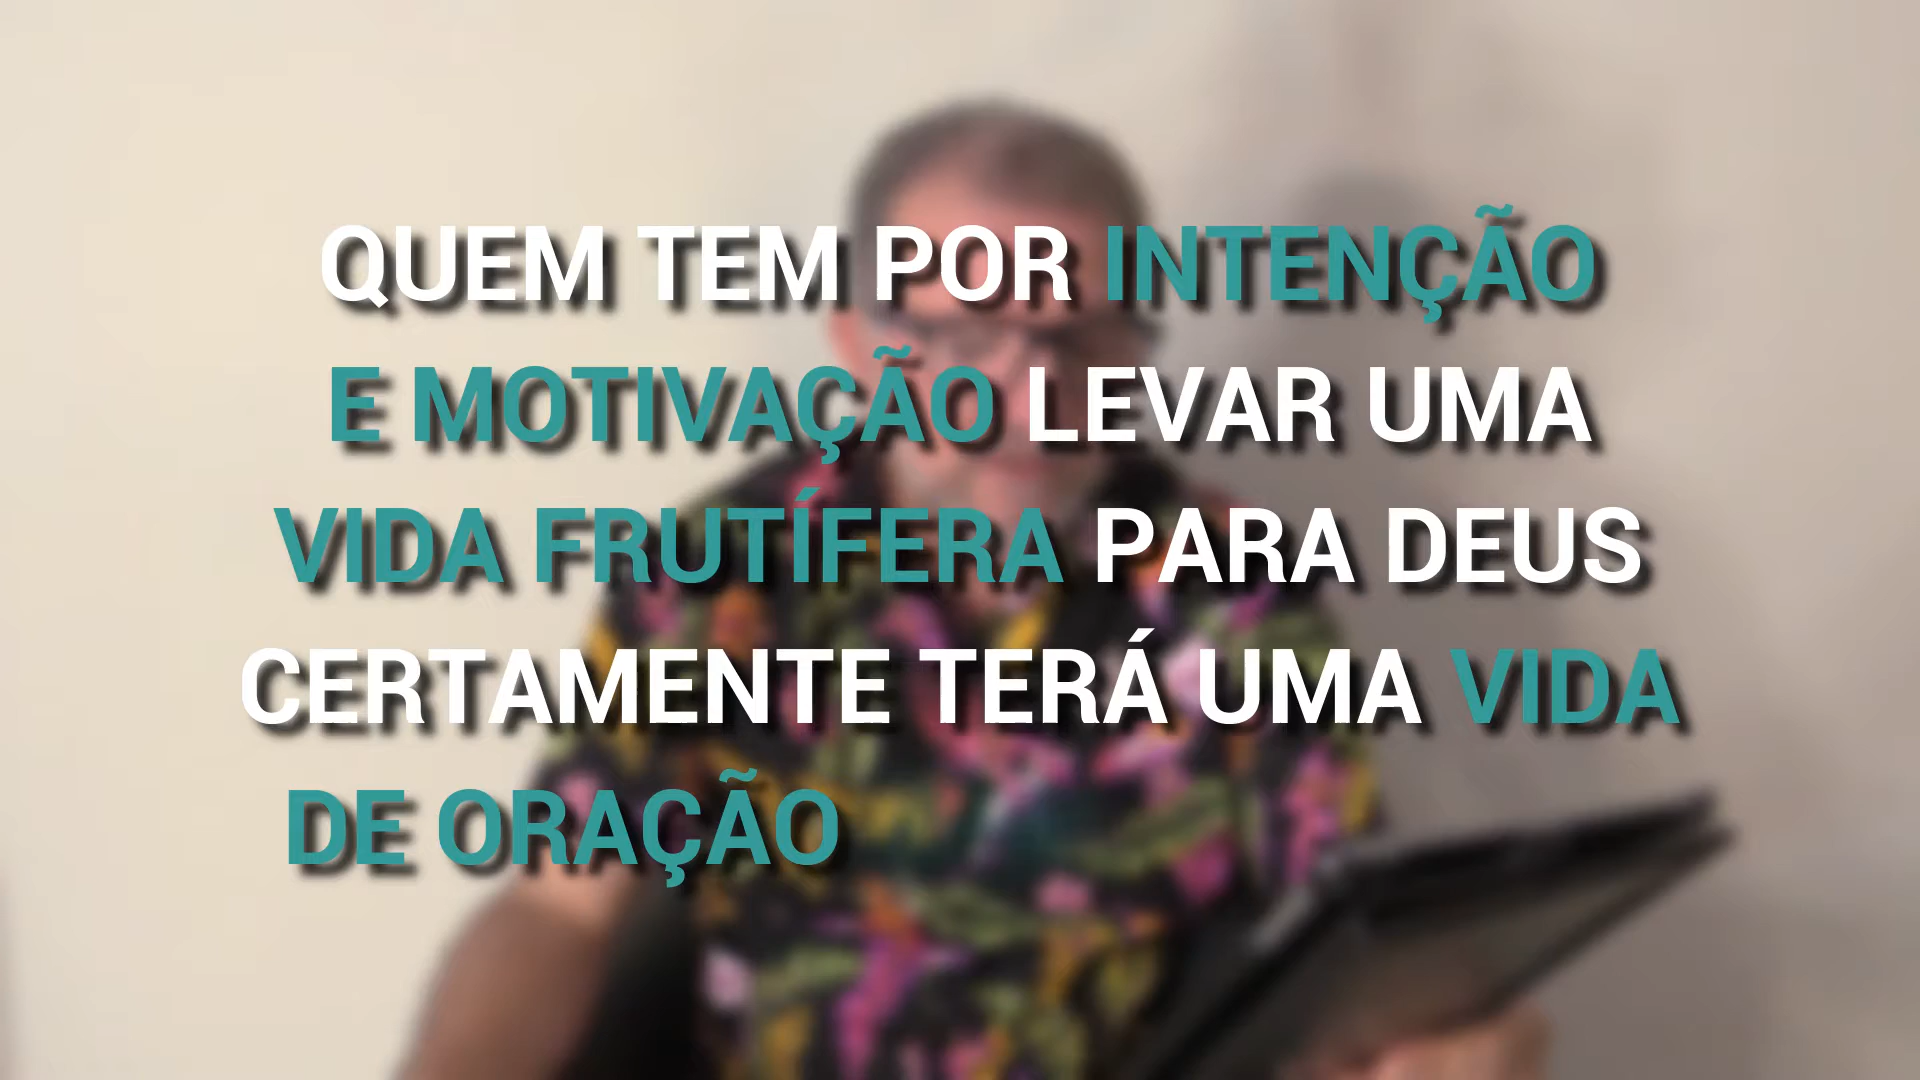 QUEM TEM POR INTENÇÃO
E MOTIVAÇÃO LEVAR UMA
VIDA FRUTÍFERA PARA DEUS
CERTAMENTE TERÁ UMA VIDA
DE ORAÇÃO